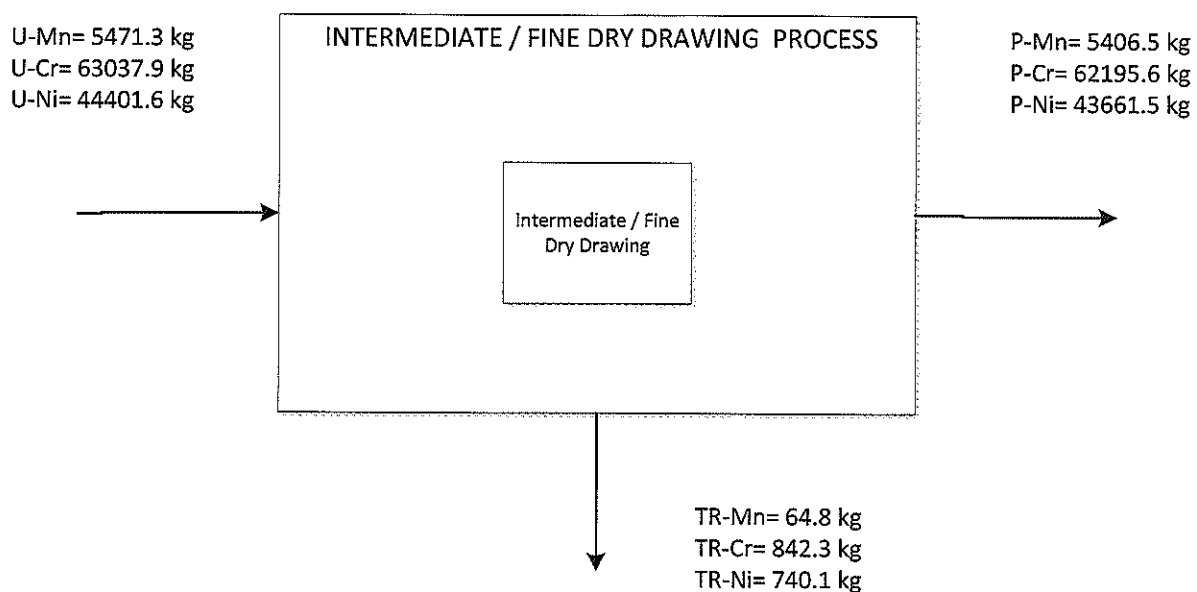 U-Mn= 5471.3 kg
U-Cr= 63037.9 kg
U-Ni= 44401.6 kg
INTERMEDIATE / FINE DRY DRAWING PROCESS
P-Mn= 5406.5 kg
P-Cr= 62195.6 kg
P-Ni= 43661.5 kg
Intermediate / Fine
Dry Drawing
TR-Mn= 64.8 kg
TR-Cr= 842.3 kg
TR-Ni= 740.1 kg